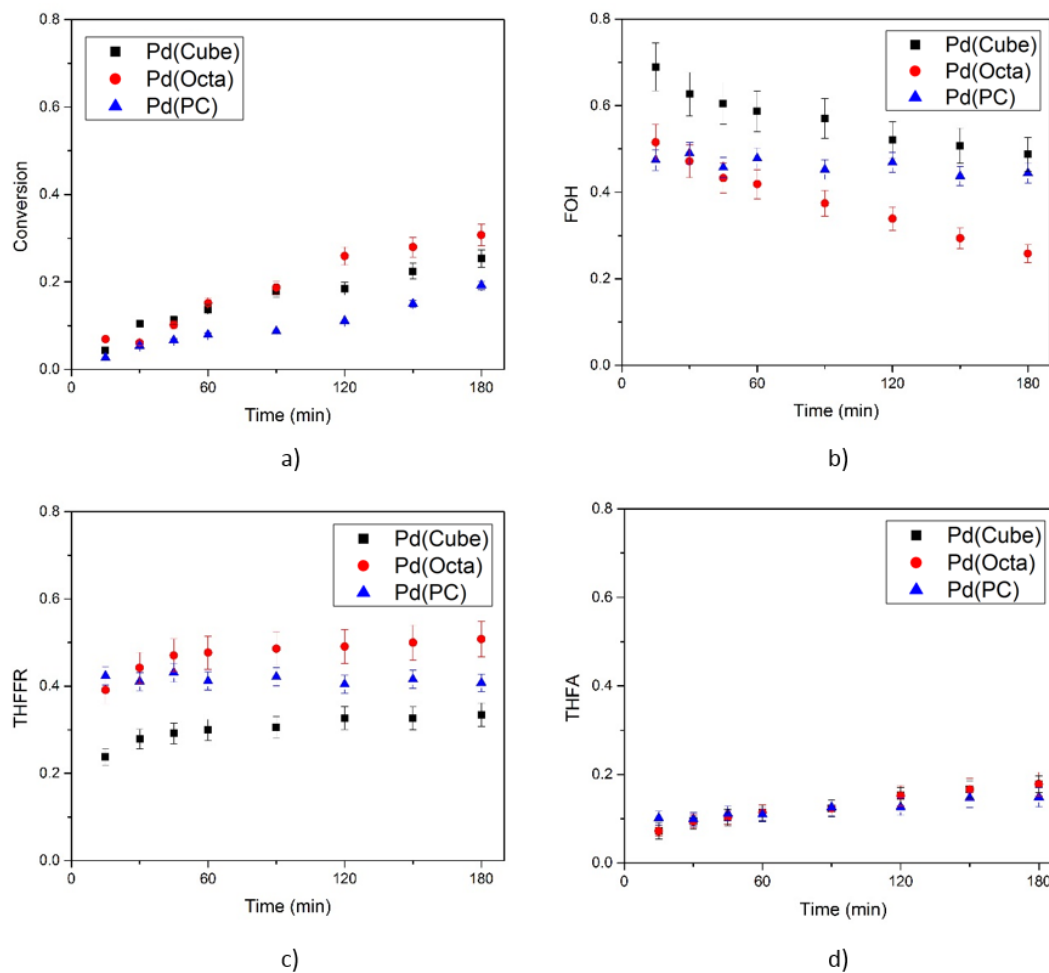 0.8
0.6
0.4
0.2
0.0
Conversion
Pd(Cube)
Pd(Octa)
Pd(PC)
0
60
120
180
Time (min)
a)
0.8
0.6
0.4
0.2
0.0
FOH
Pd(Cube)
Pd(Octa)
Pd(PC)
0
60
120
180
Time (min)
b)
0.8
0.6
0.4
0.2
0.0
THFFR
Pd(Cube)
Pd(Octa)
Pd(PC)
0
60
120
180
Time (min)
c)
0.8
0.6
0.4
0.2
0.0
THFA
Pd(Cube)
Pd(Octa)
Pd(PC)
0
60
120
180
Time (min)
d)